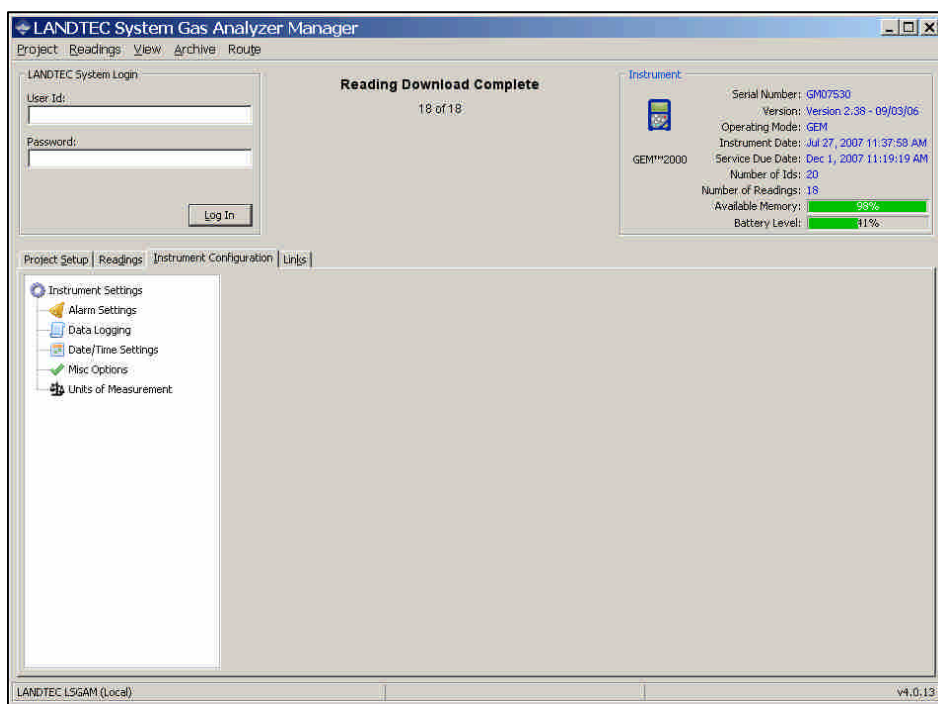 LANDTEC System Gas Analyzer Manager
Project Readings View Archive Route
LANDTEC System Login
User Id:
Password:
Log In
Reading Download Complete
18 of 18
Instrument
GEM™2000
Serial Number: GM07530
Version: Version 2.38 - 09/03/06
Operating Mode: GEM
Instrument Date: Jul 27, 2007 11:37:58 AM
Service Due Date: Dec 1, 2007 11:19:19 AM
Number of Ids: 20
Number of Readings: 18
Available Memory: 98%
Battery Level: 41%
Project Setup Readings Instrument Configuration Links
Instrument Settings
Alarm Settings
Data Logging
Date/Time Settings
Misc Options
Units of Measurement
LANDTEC LSGAM (Local) v4.0.13